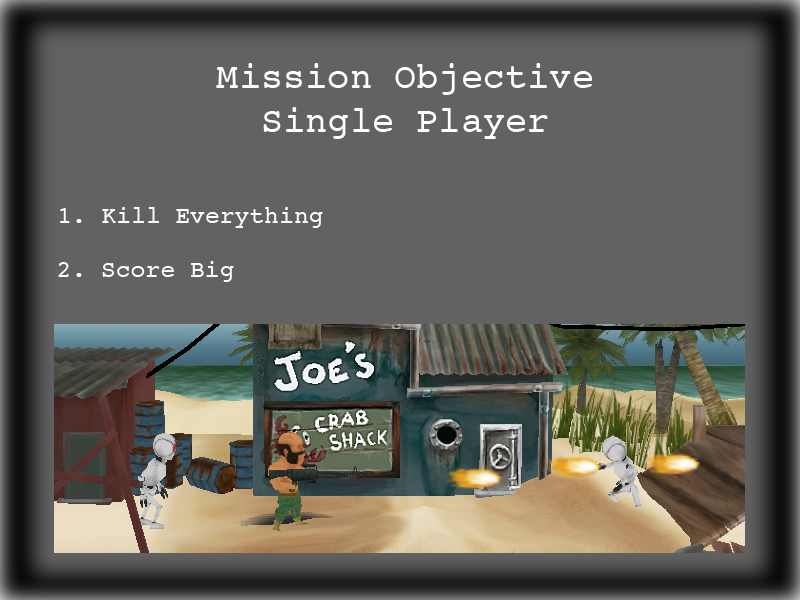 Mission Objective
Single Player
1. Kill Everything
2. Score Big
JOE'S
CRAB
SHACK